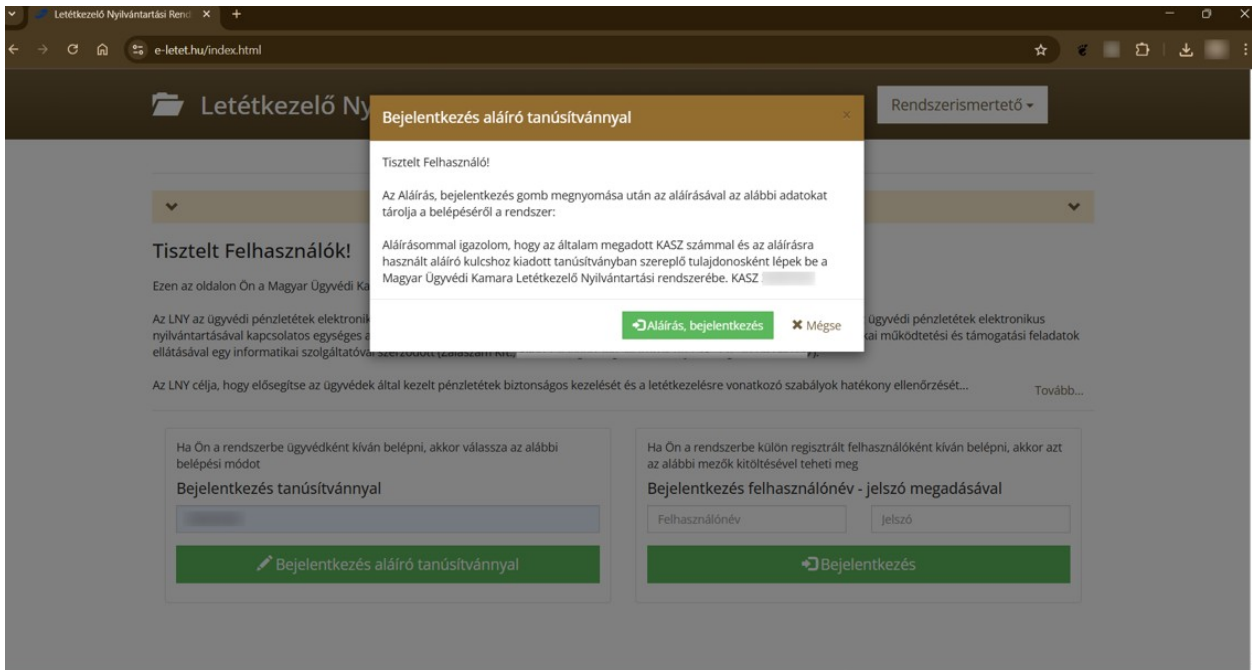 Letétkezelő Nyilvántartási Rend
e-letet.hu/index.html
Letétkezelő Ny
Rendszerismertető
Bejelentkezés aláíró tanúsítvánnyal
×
Tisztelt Felhasználó!
Az Aláírás, bejelentkezés gomb megnyomása után az aláírásával az alábbi adatokat
tárolja a belépéséről a rendszer:
Aláírásommal igazolom, hogy az általam megadott KASZ számmal és az aláírásra
használt aláíró kulcshoz kiadott tanúsítványban szereplő tulajdonosként lépek be a
Magyar Ügyvédi Kamara Letétkezelő Nyilvántartási rendszerébe. KASZ
Aláírás, bejelentkezés
Mégse
Tisztelt Felhasználók!
Ezen az oldalon Ön a Magyar Ügyvédi Ka
Az LNY az ügyvédi pénzletétek elektronik ügyvédi pénzletétek elektronikus
nyilvántartásával kapcsolatos egységes a kai működtetési és támogatási feladatok
ellátásával egy informatikai szolgáltatóval szerződött (Zalaszám Kft.,
Az LNY célja, hogy elősegítse az ügyvédek által kezelt pénzletétek biztonságos kezelését és a letétkezelésre vonatkozó szabályok hatékony ellenőrzését...
Tovább...
Ha Ön a rendszerbe ügyvédként kíván belépni, akkor válassza az alábbi
belépési módot
Bejelentkezés tanúsítvánnyal
Bejelentkezés aláíró tanúsítvánnyal
Ha Ön a rendszerbe külön regisztrált felhasználóként kíván belépni, akkor azt
az alábbi mezők kitöltésével teheti meg
Bejelentkezés felhasználónév - jelszó megadásával
Felhasználónév
Jelszó
Bejelentkezés